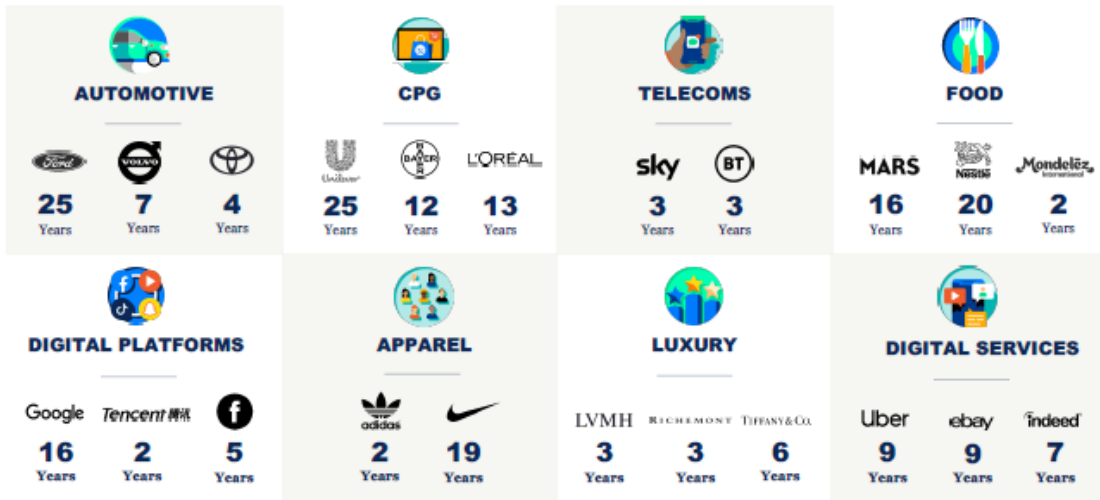 AUTOMOTIVE
Ford
VOLVO
25
Years
7
Years
4
Years
CPG
Unilever
BAYER
BAYER
L'ORÉAL
25
Years
12
Years
13
Years
TELECOMS
sky
BT
3
Years
3
Years
FOOD
MARS
Nestlé
Mondelēz
International
16
Years
20
Years
2
Years
DIGITAL PLATFORMS
Google
Tencent 腾讯
f
16
Years
2
Years
5
Years
APPAREL
adidas
2
Years
19
Years
LUXURY
LVMH
RICHEMONT
TIFFANY & CO.
3
Years
3
Years
6
Years
DIGITAL SERVICES
Uber
ebay
indeed
9
Years
9
Years
7
Years